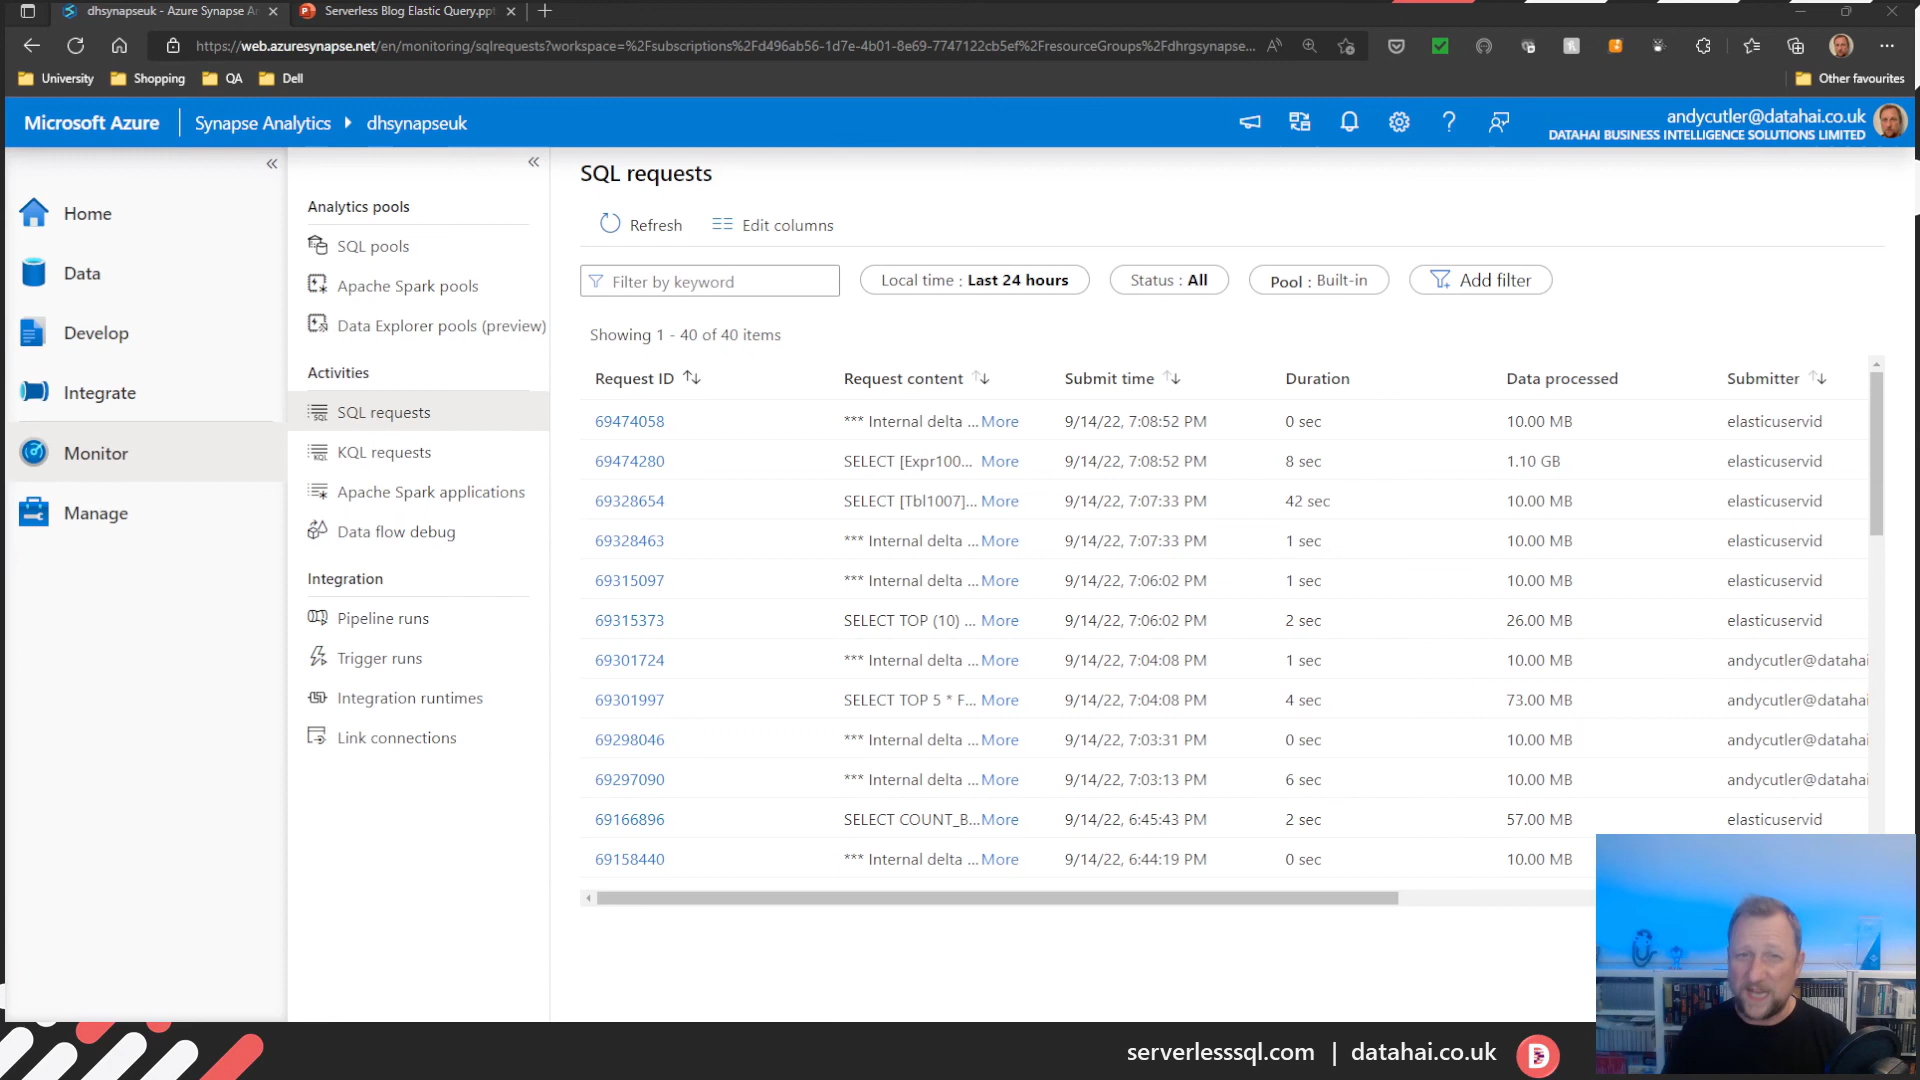 dhsynapseuk - Azure Synapse An
Serverless Blog Elastic Query.ppt
https://web.azuresynapse.net/en/monitoring/sqlrequests?workspace=%2Fsubscriptions%2Fd496ab56-1d7e-4b01-8e69-7747122cb5ef%2FresourceGroups%2Fdhrgsynapse...
University
Shopping
QA
Dell
Other favourites
Microsoft Azure
Synapse Analytics
dhsynapseuk
andycutler@datahai.co.uk
DATAHAI BUSINESS INTELLIGENCE SOLUTIONS LIMITED
Home
Data
Develop
Integrate
Monitor
Manage
Analytics pools
SQL pools
Apache Spark pools
Data Explorer pools (preview)
Activities
SQL requests
KQL requests
Apache Spark applications
Data flow debug
Integration
Pipeline runs
Trigger runs
Integration runtimes
Link connections
SQL requests
Refresh
Edit columns
Filter by keyword
Local time : Last 24 hours
Status : All
Pool : Built-in
Add filter
Showing 1 - 40 of 40 items
Request ID Request content Submit time Duration Data processed Submitter
69474058 *** Internal delta ...More 9/14/22, 7:08:52 PM 0 sec 10.00 MB elasticuservid
69474280 SELECT [Expr100... More 9/14/22, 7:08:52 PM 8 sec 1.10 GB elasticuservid
69328654 SELECT [Tbl1007]... More 9/14/22, 7:07:33 PM 42 sec 10.00 MB elasticuservid
69328463 *** Internal delta ...More 9/14/22, 7:07:33 PM 1 sec 10.00 MB elasticuservid
69315097 *** Internal delta ...More 9/14/22, 7:06:02 PM 1 sec 10.00 MB elasticuservid
69315373 SELECT TOP (10) ... More 9/14/22, 7:06:02 PM 2 sec 26.00 MB elasticuservid
69301724 *** Internal delta ...More 9/14/22, 7:04:08 PM 1 sec 10.00 MB andycutler@datahai
69301997 SELECT TOP 5 * F... More 9/14/22, 7:04:08 PM 4 sec 73.00 MB andycutler@datahai
69298046 *** Internal delta ...More 9/14/22, 7:03:31 PM 0 sec 10.00 MB andycutler@datahai
69297090 *** Internal delta ...More 9/14/22, 7:03:13 PM 6 sec 10.00 MB andycutler@datahai
69166896 SELECT COUNT_B...More 9/14/22, 6:45:43 PM 2 sec 57.00 MB elasticuservid
69158440 *** Internal delta ...More 9/14/22, 6:44:19 PM 0 sec 10.00 MB
serverlesssql.com | datahai.co.uk